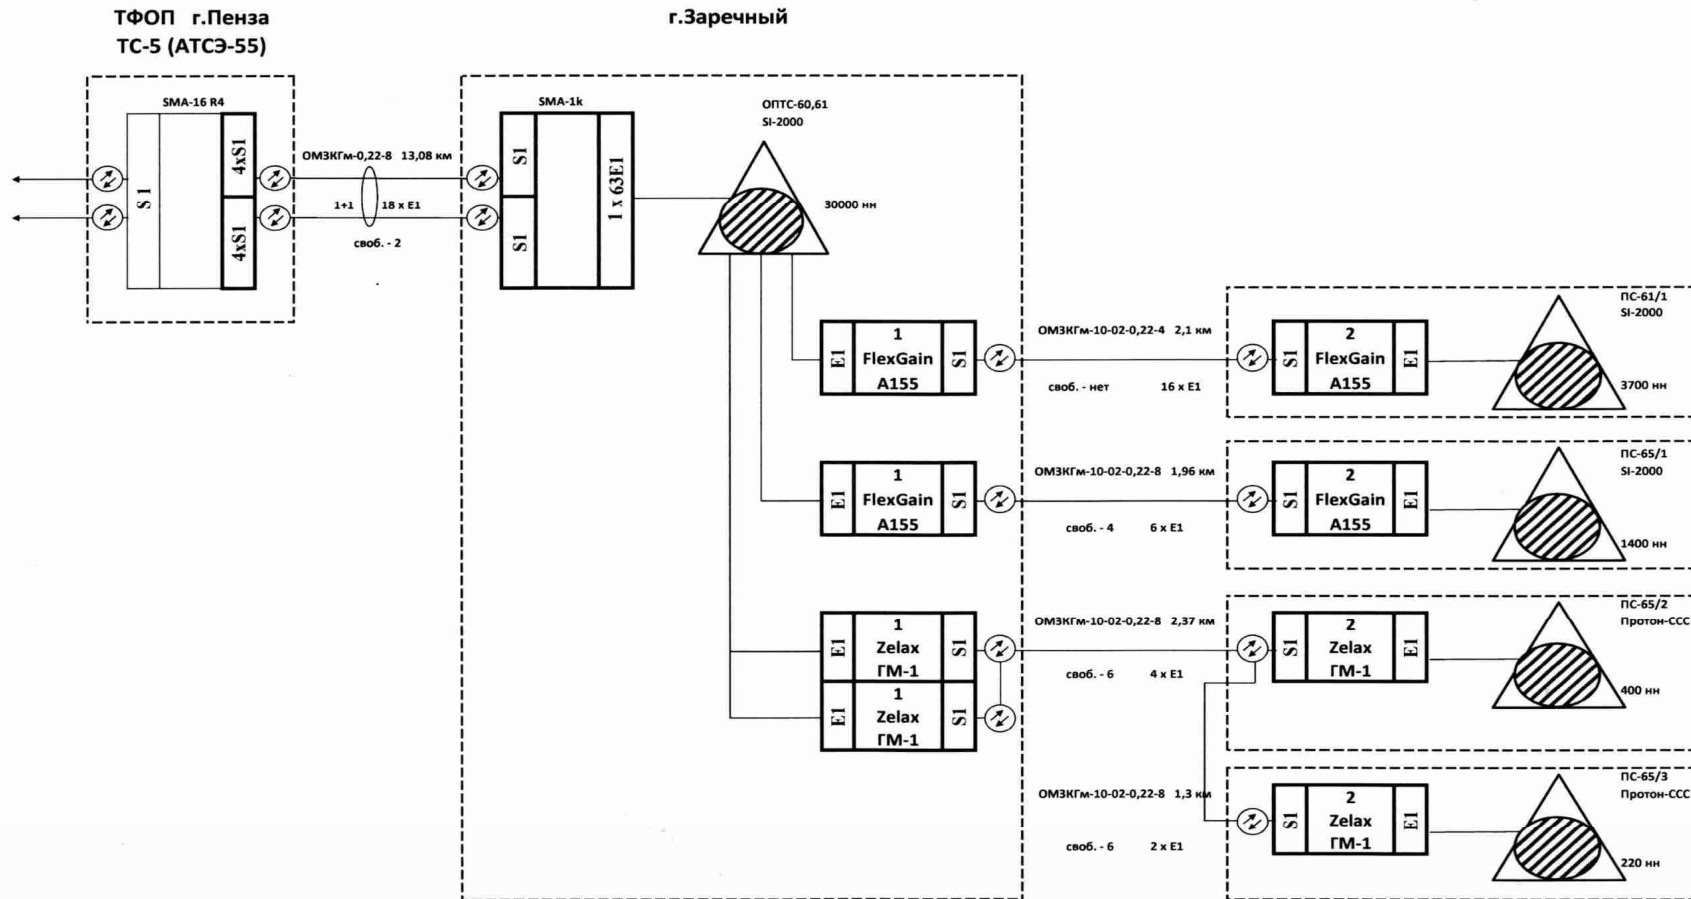 ТФОП г.Пенза
ТС-5 (АТСЭ-55)
г.Заречный
SMA-16 R4
S 1
4xS1
4xS1
ОМЗКГм-0,22-8 13,08 км
1+1 18 x E1
своб. - 2
SMA-1k
S1
S1
1 x 63E1
ОПТС-60,61
SI-2000
30000 нн
E1
1
FlexGain
A155
S1
ОМЗКГм-10-02-0,22-4 2,1 км
своб. - нет 16 x E1
S1
2
FlexGain
A155
E1
ПС-61/1
SI-2000
3700 нн
E1
1
FlexGain
A155
S1
ОМЗКГм-10-02-0,22-8 1,96 км
своб. - 4 6 x E1
S1
2
FlexGain
A155
E1
ПС-65/1
SI-2000
1400 нн
E1
1
Zelax
ГМ-1
S1
E1
1
Zelax
ГМ-1
S1
ОМЗКГм-10-02-0,22-8 2,37 км
своб. - 6 4 x E1
S1
2
Zelax
ГМ-1
E1
ПС-65/2
Протон-ССС
400 нн
ОМЗКГм-10-02-0,22-8 1,3 км
своб. - 6 2 x E1
S1
2
Zelax
ГМ-1
E1
ПС-65/3
Протон-ССС
220 нн